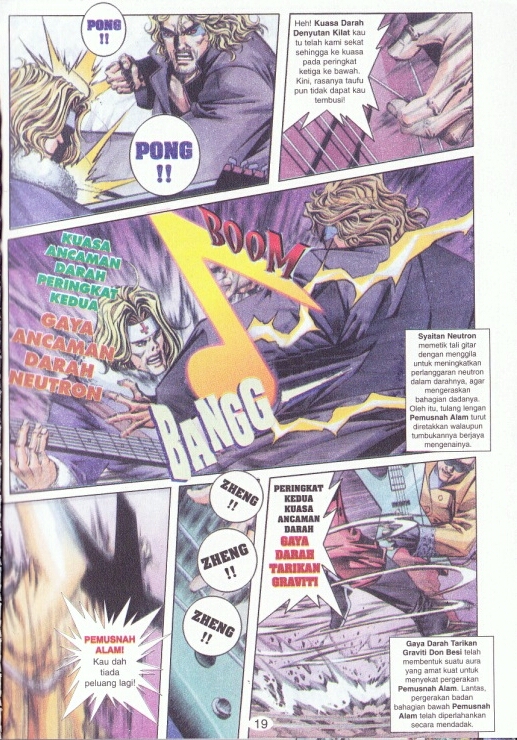 PONG
!!
PONG
!!
Heh! Kuasa Darah
Denyutan Kilat kau
tu telah kami sekat
sehingga ke kuasa
pada peringkat
ketiga ke bawah.
Kini, rasanya taufu
pun tidak dapat kau
tembusi!
BOOM
KUASA
ANCAMAN
DARAH
PERINGKAT
KEDUA
GAYA
ANCAMAN
DARAH
NEUTRON
BANGG
Syaitan Neutron
memetik tali gitar
dengan menggila
untuk meningkatkan
perlanggaran neutron
dalam darahnya, agar
mengeraskan
bahagian dadanya.
Oleh itu, tulang lengan
Pemusnah Alam turut
diretakkan walaupun
tumbukannya berjaya
mengenainya.
PEMUSNAH
ALAM!
Kau dah
tiada
peluang lagi!
ZHENG
!!
ZHENG
!!
ZHENG
!!
PERINGKAT
KEDUA
KUASA
ANCAMAN
DARAH
GAYA
DARAH
TARIKAN
GRAVITI
Gaya Darah Tarikan
Graviti Don Besi telah
membentuk suatu aura
yang amat kuat untuk
menyekat pergerakan
Pemusnah Alam. Lantas,
pergerakan badan
bahagian bawah Pemusnah
Alam telah diperlahankan
secara mendadak.
19